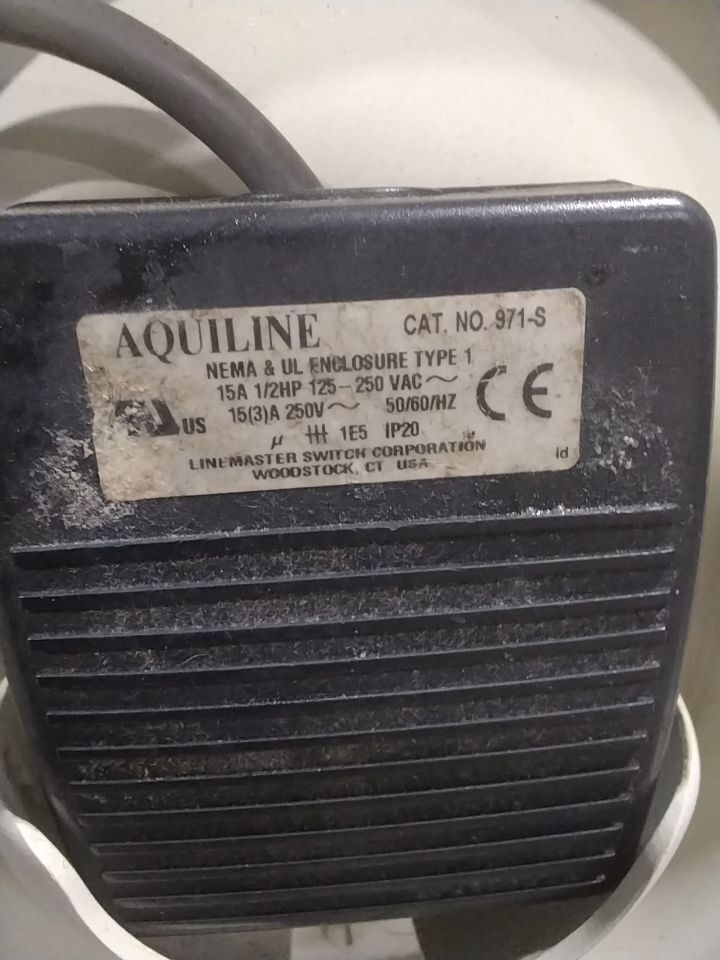 AQUILINE CAT. NO. 971-S
NEMA & UL ENCLOSURE TYPE 1
15A 1/2HP 125-250 VAC~
US 15(3)A 250V~ 50/60/HZ CE
µ 1E5 IP20
LINEMASTER SWITCH CORPORATION
WOODSTOCK, CT USA
id